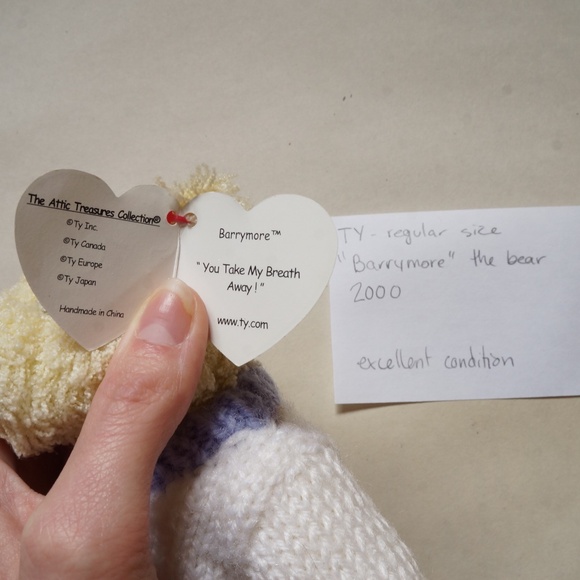 The Attic Treasures Collection®
©Ty Inc.
©Ty Canada
©Ty Europe
©Ty Japan
Handmade in China
Barrymore™
"You Take My Breath
Away!"
www.ty.com
TY - regular size
"Barrymore" the bear
2000
excellent condition